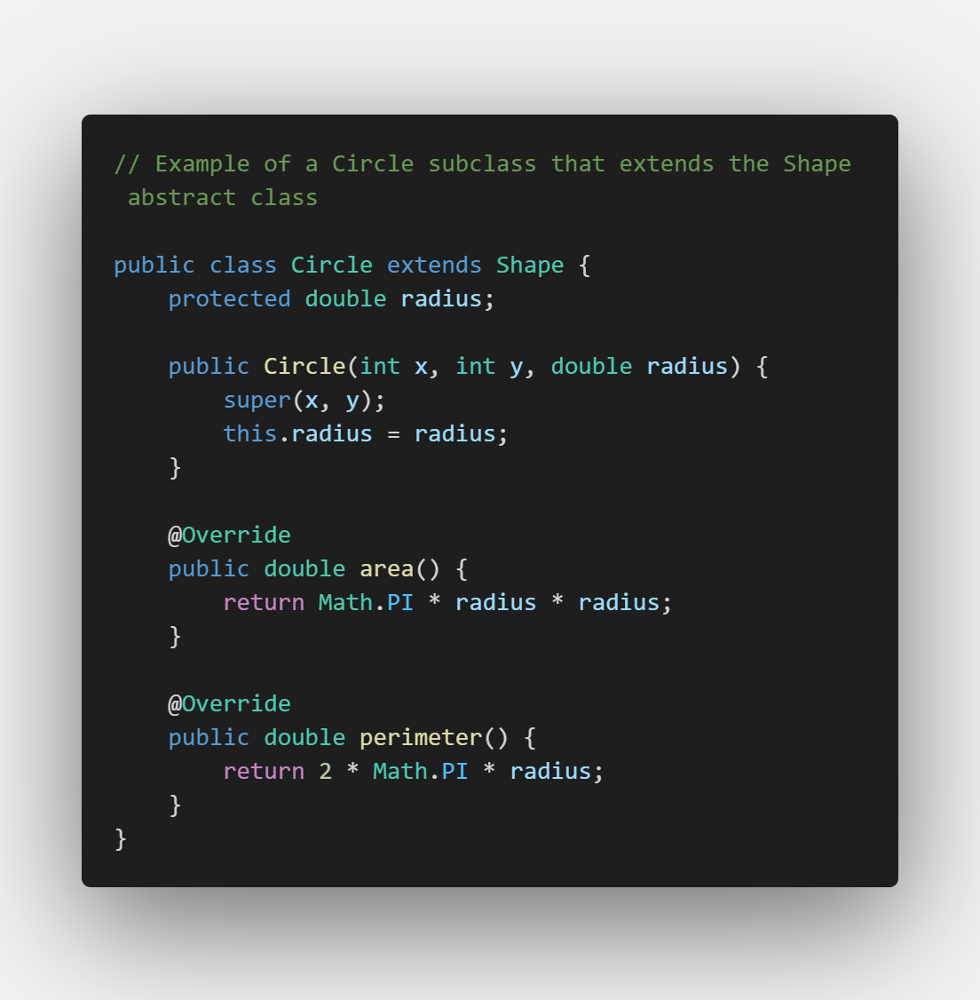 // Example of a Circle subclass that extends the Shape
 abstract class

public class Circle extends Shape {
    protected double radius;

    public Circle(int x, int y, double radius) {
        super(x, y);
        this.radius = radius;
    }

    @Override
    public double area() {
        return Math.PI * radius * radius;
    }

    @Override
    public double perimeter() {
        return 2 * Math.PI * radius;
    }
}